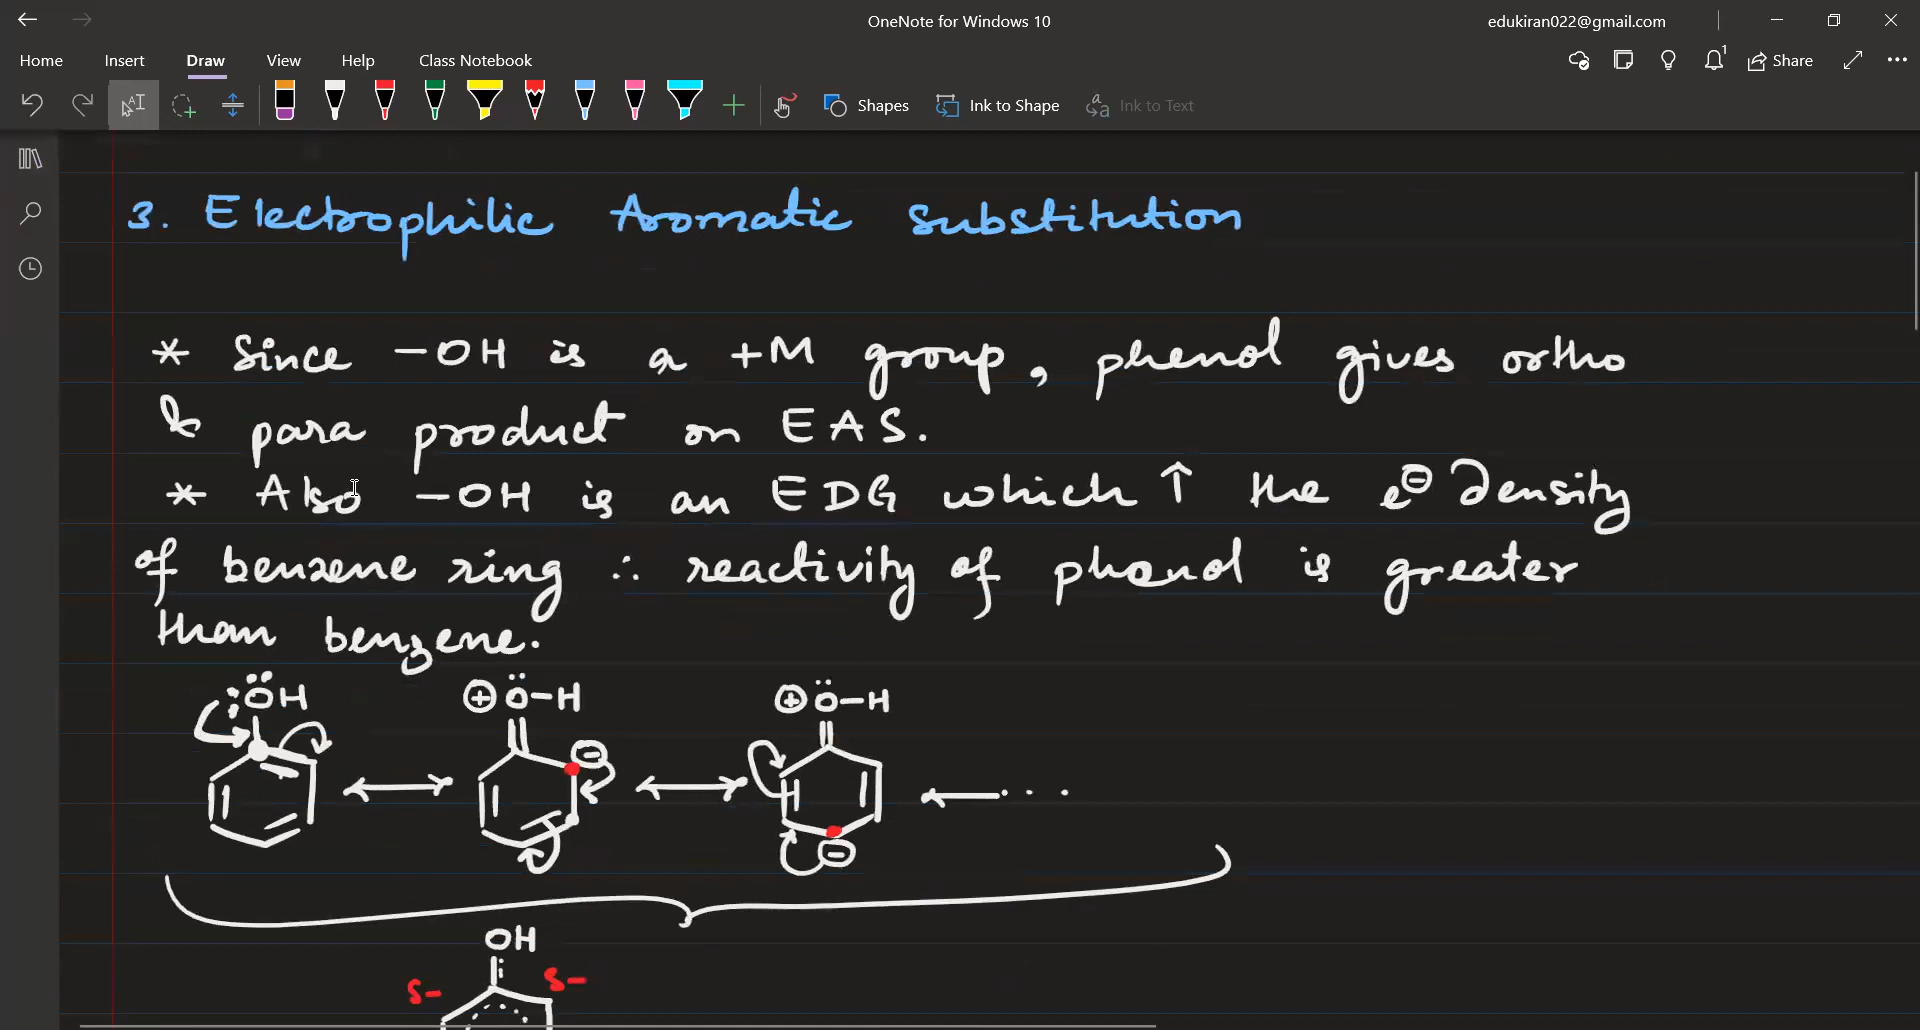 OneNote for Windows 10
edukiran022@gmail.com
Home Insert Draw View Help Class Notebook
1 Share
Shapes Ink to Shape Ink to Text
3. Electrophilic Aromatic Substitution
* Since -OH is a +M group, phenol gives ortho
& para product on EAS.
* Also -OH is an EDG which ↑ the e⊖ density
of benzene ring ∴ reactivity of phenol is greater
than benzene.
:ÖH ⊕ Ö-H ⊕ Ö-H
⊖
⊖
OH
δ- δ-